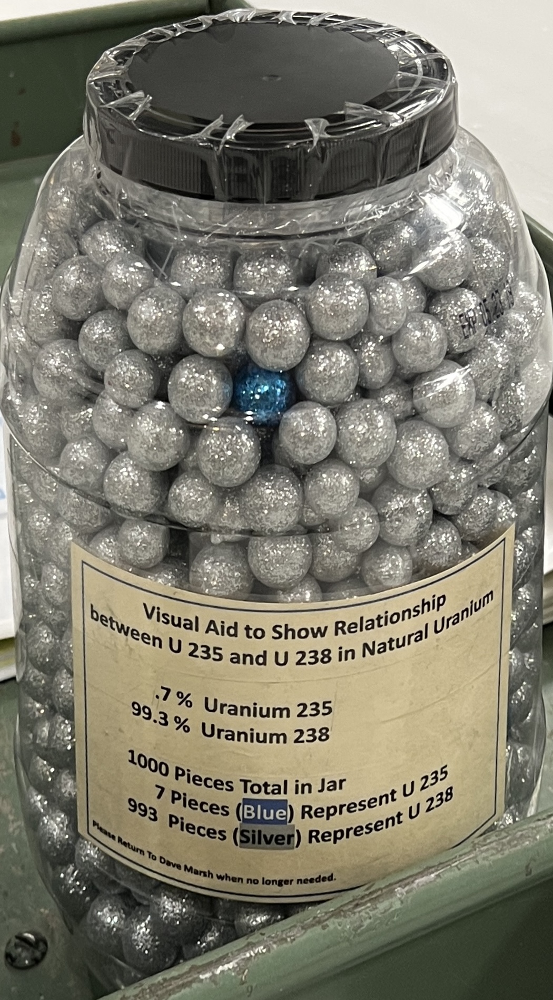 EXP 05 23 13
Visual Aid to Show Relationship
between U 235 and U 238 in Natural Uranium
.7 % Uranium 235
99.3 % Uranium 238
1000 Pieces Total in Jar
7 Pieces (Blue) Represent U 235
993 Pieces (Silver) Represent U 238
Please Return To Dave Marsh when no longer needed.